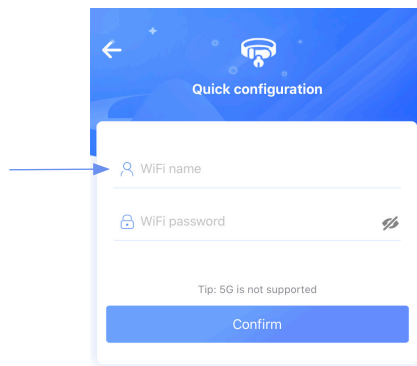 Quick configuration
WiFi name
WiFi password
Tip: 5G is not supported
Confirm